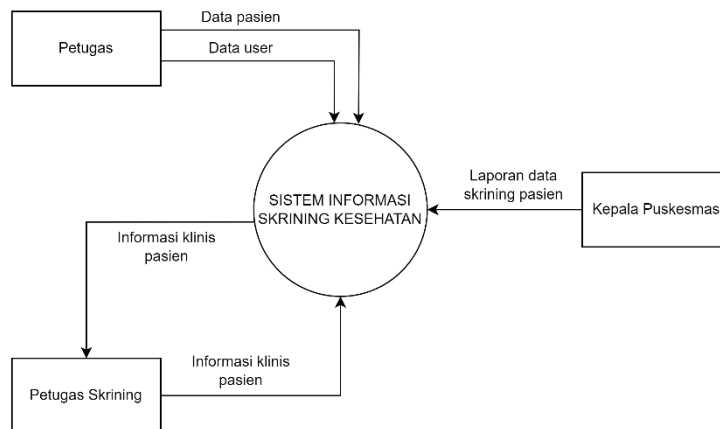 Data pasien
Petugas
Data user
Laporan data
skrining pasien
SISTEM INFORMASI
SKRINING KESEHATAN
Kepala Puskesmas
Informasi klinis
pasien
Informasi klinis
pasien
Petugas Skrining